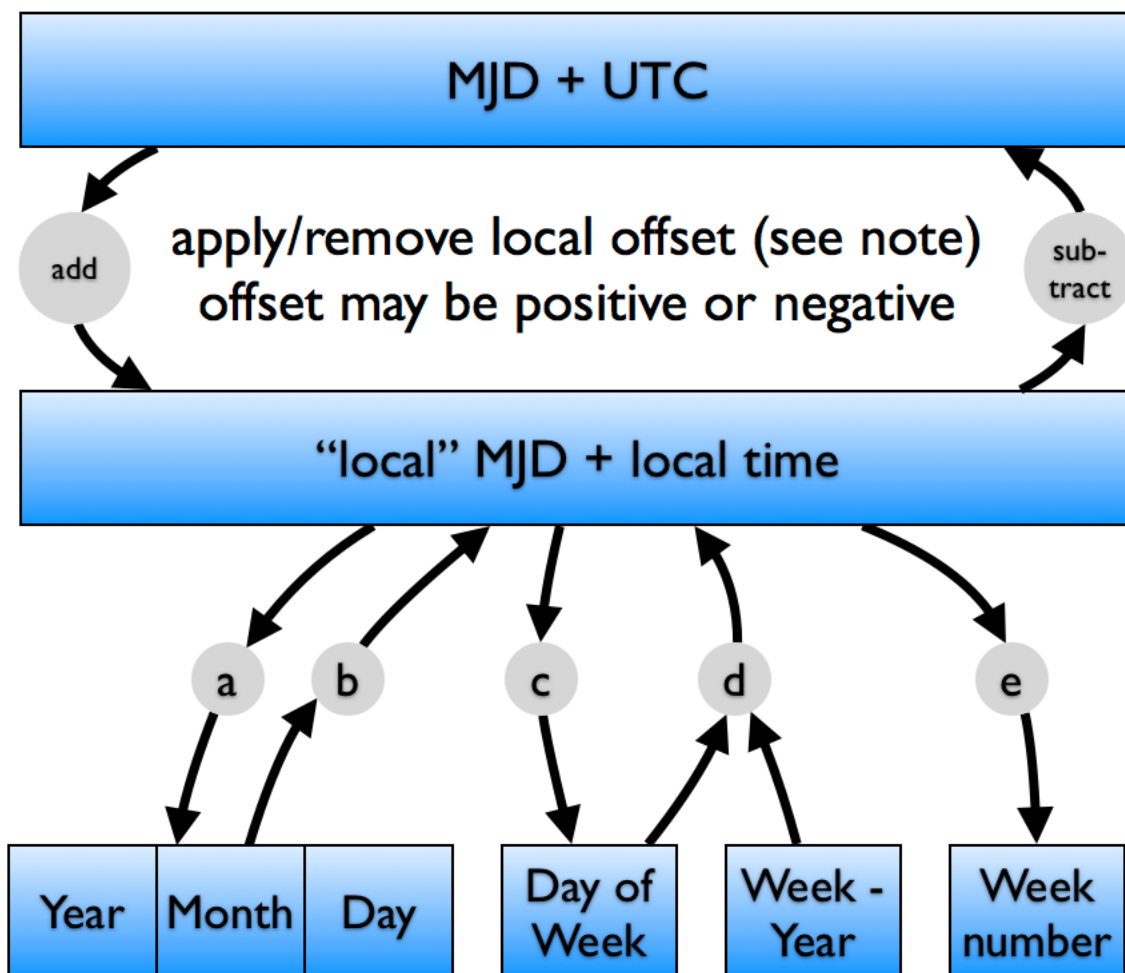 MJD + UTC
add
apply/remove local offset (see note)
offset may be positive or negative
sub-
tract
“local” MJD + local time
a
b
c
d
e
Year
Month
Day
Day of
Week
Week -
Year
Week
number